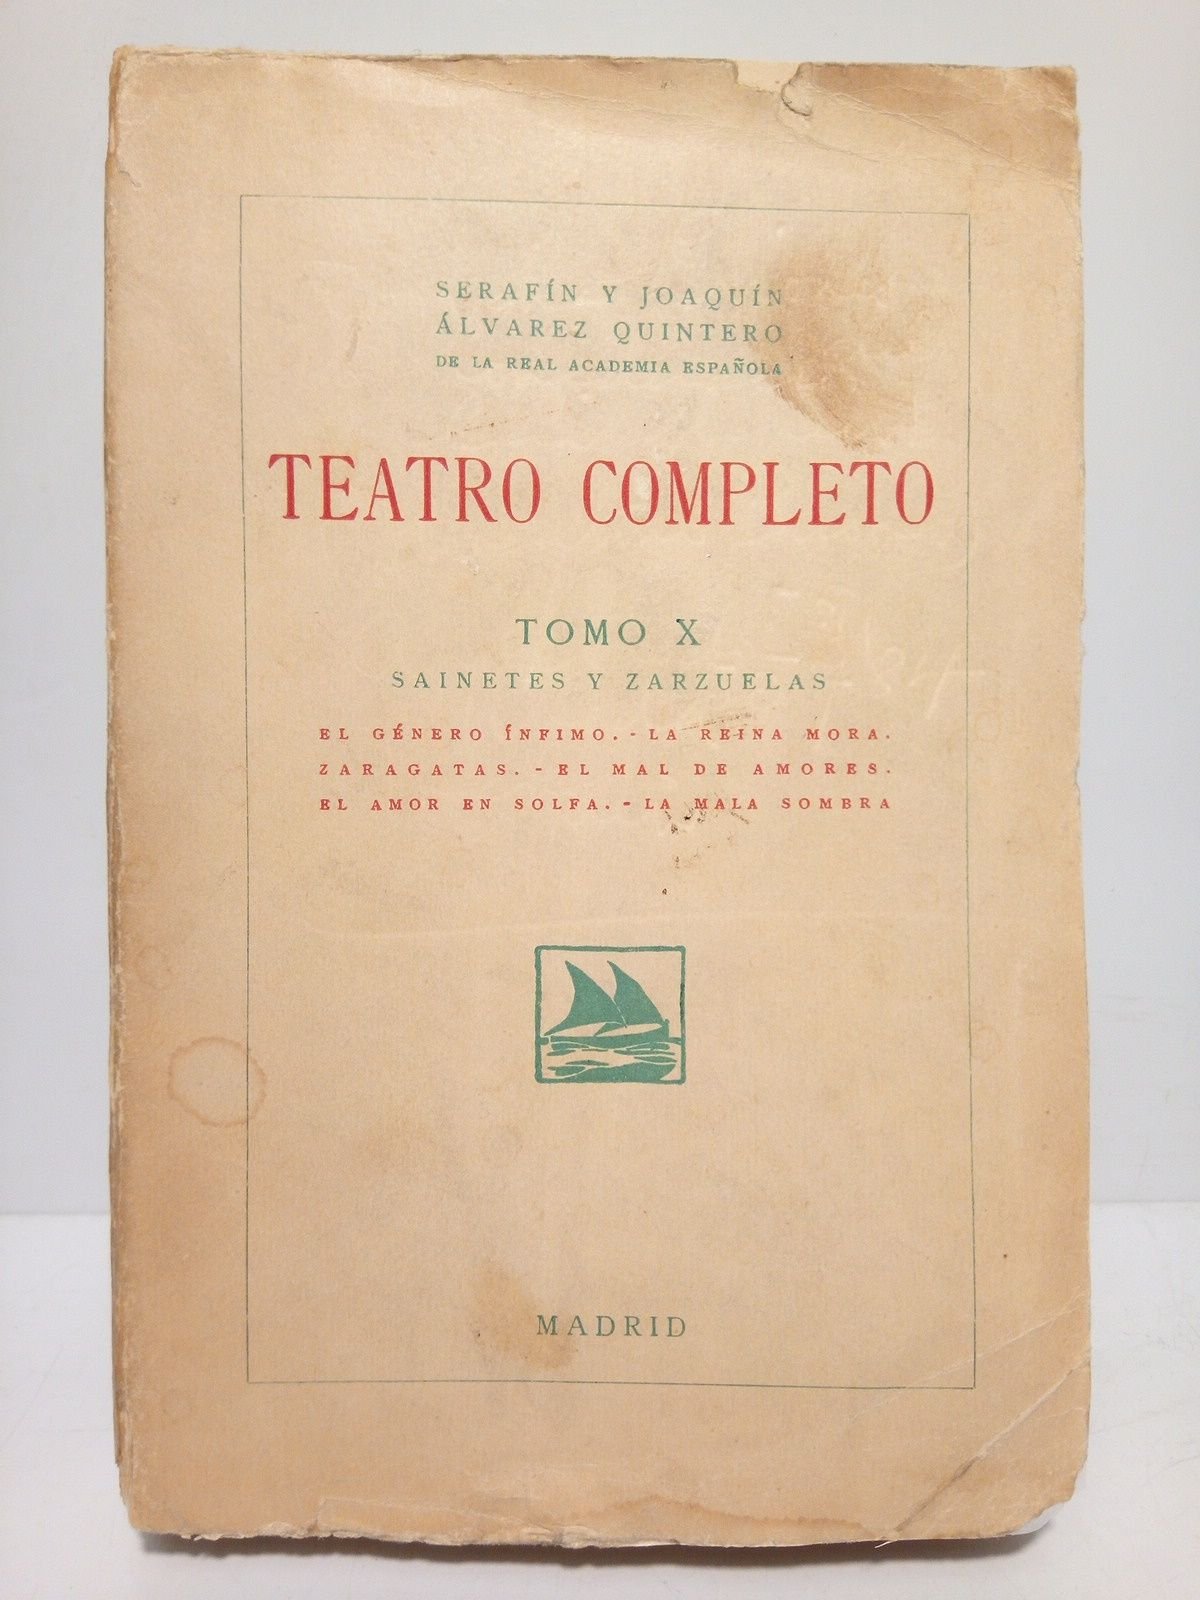 SERAFÍN Y JOAQUÍN
ÁLVAREZ QUINTERO
DE LA REAL ACADEMIA ESPAÑOLA
TEATRO COMPLETO
TOMO X
SAINETES Y ZARZUELAS
EL GÉNERO ÍNFIMO.-LA REINA MORA.
ZARAGATAS.-EL MAL DE AMORES.
EL AMOR EN SOLFA.-LA MALA SOMBRA
MADRID